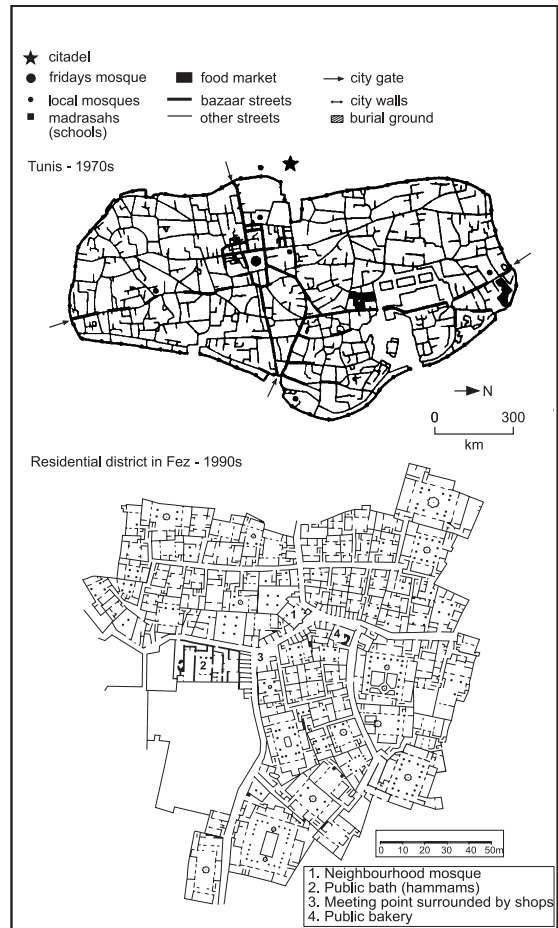 citadel
fridays mosque
local mosques
madrasahs
(schools)
food market
bazaar streets
other streets
city gate
city walls
burial ground
Tunis - 1970s
N
0 300
km
Residential district in Fez - 1990s
1
4
2
3
0 10 20 30 40 50m
1. Neighbourhood mosque
2. Public bath (hammams)
3. Meeting point surrounded by shops
4. Public bakery